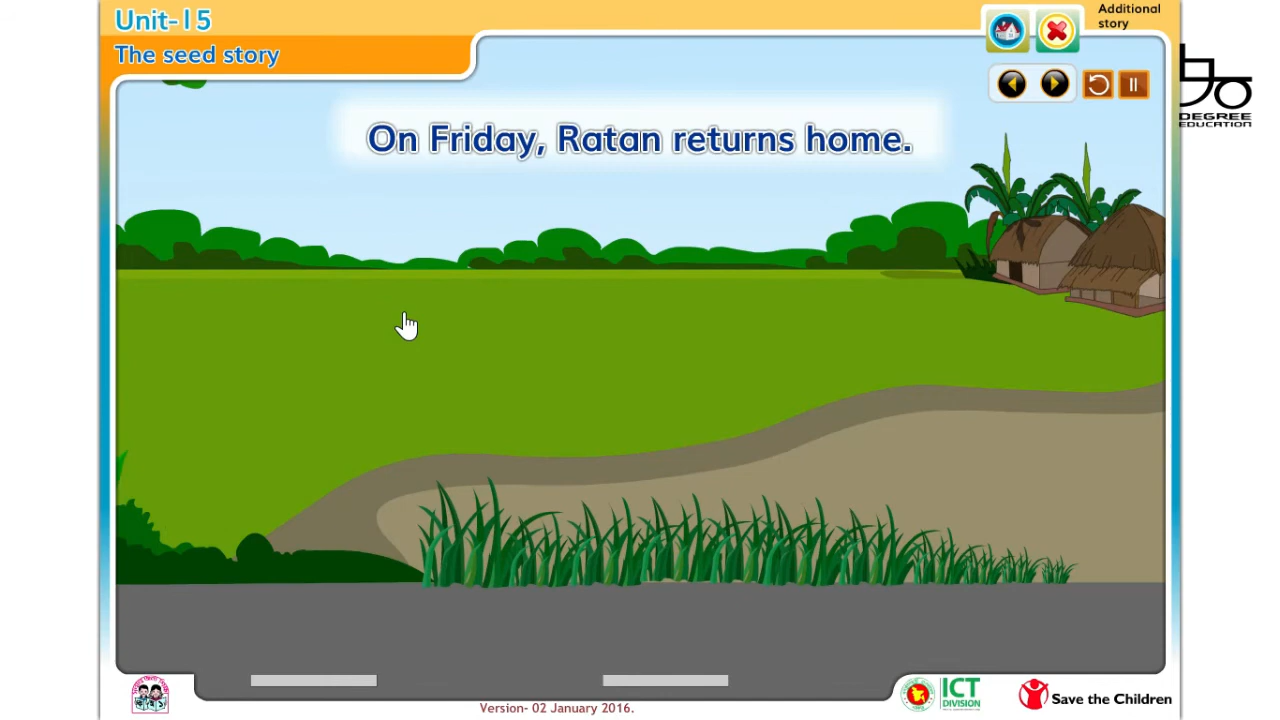 Unit-15
The seed story
Additional
story
DEGREE
EDUCATION
On Friday, Ratan returns home.
Version- 02 January 2016.
ICT
DIVISION
Save the Children